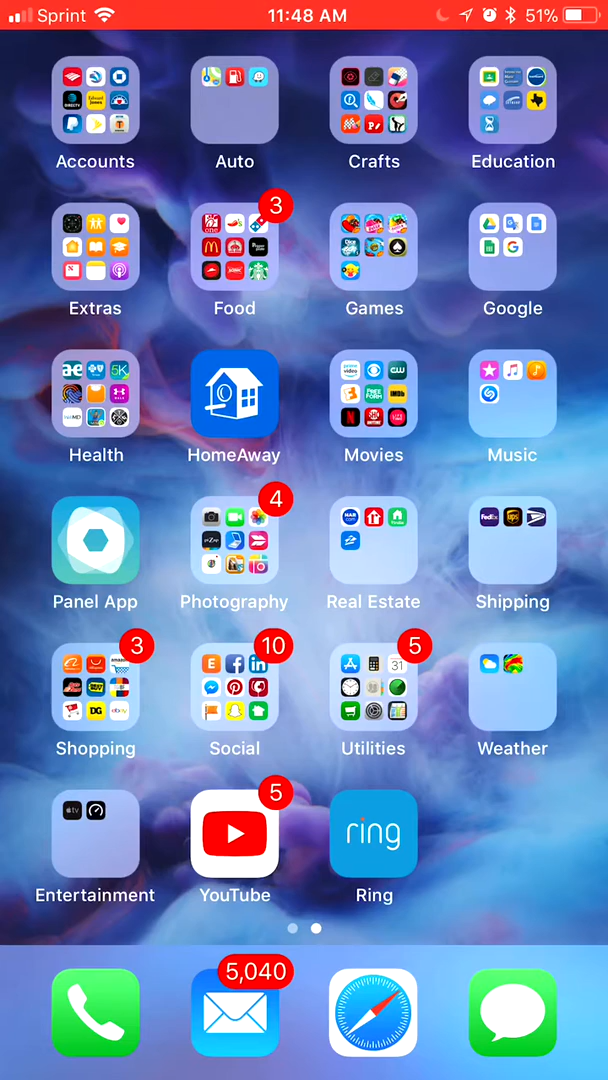 Sprint 11:48 AM 51%
Accounts Auto Crafts Education
3
Extras Food Games Google
Health HomeAway Movies Music
4
Panel App Photography Real Estate Shipping
3 10 5
31
Shopping Social Utilities Weather
5
Entertainment YouTube Ring
ring
5,040